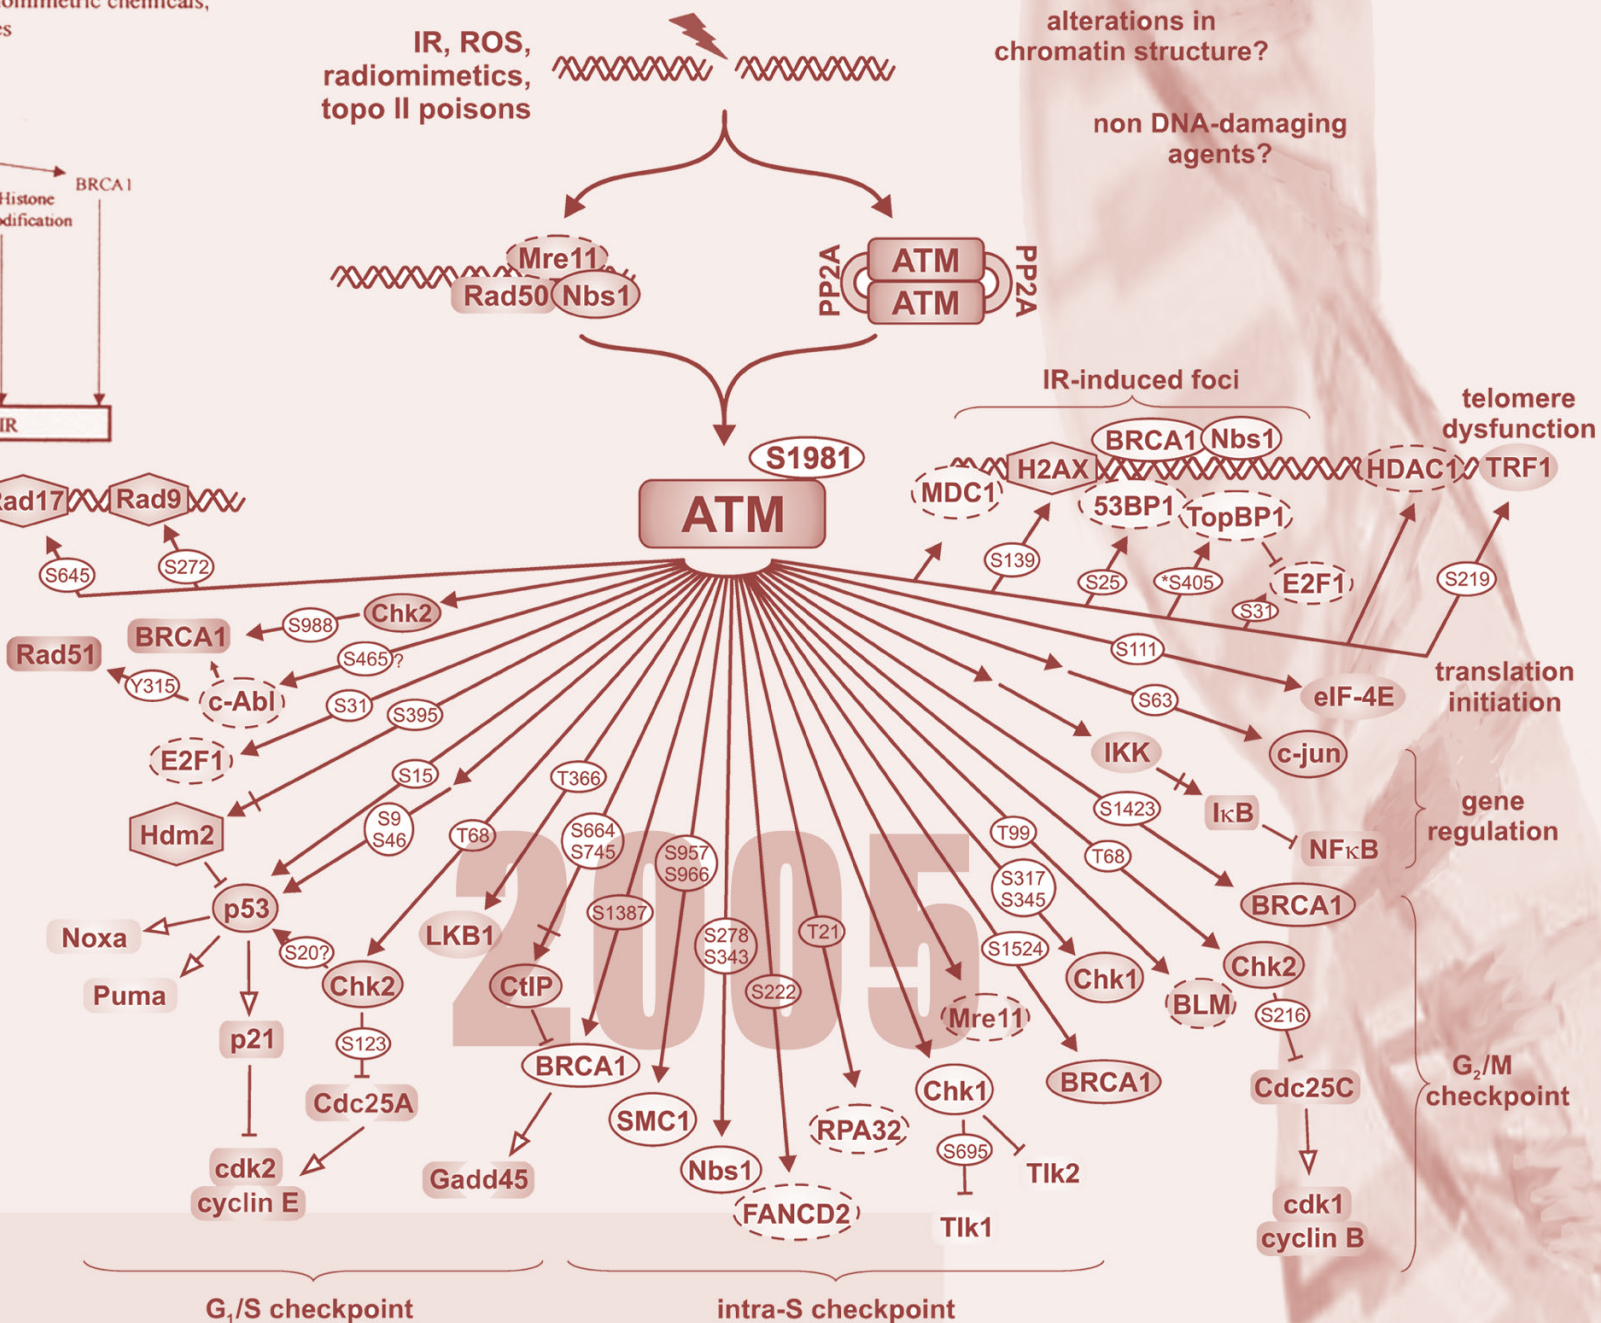 chemicals,
IR, ROS,
radiomimetics,
topo II poisons
alterations in
chromatin structure?
non DNA-damaging
agents?
BRCA1
Histone
IR
Mre11
Rad50
Nbs1
PP2A
ATM
ATM
PP2A
IR-induced foci
telomere
dysfunction
S1981
ATM
BRCA1
Nbs1
MDC1
H2AX
HDAC1
TRF1
53BP1
TopBP1
E2F1
Rad17
Rad9
S645
S272
S139
S25
*S405
S31
S219
Chk2
S988
BRCA1
Rad51
S465?
Y315
c-Abl
S31
S395
E2F1
S111
eIF-4E
translation
initiation
S63
c-jun
IKK
IκB
NFκB
gene
regulation
Hdm2
S15
S9
S46
T68
T366
S664
S745
S957
S966
S1387
S278
S343
S222
T21
T99
S317
S345
S1524
T68
S1423
2005
p53
Noxa
Puma
S20?
Chk2
p21
S123
Cdc25A
cdk2
cyclin E
LKB1
CtIP
BRCA1
Gadd45
SMC1
Nbs1
FANCD2
RPA32
Chk1
S695
Tlk2
Tlk1
Mre11
BRCA1
Chk1
BLM
Chk2
BRCA1
S216
Cdc25C
cdk1
cyclin B
G2/M
checkpoint
G1/S checkpoint
intra-S checkpoint